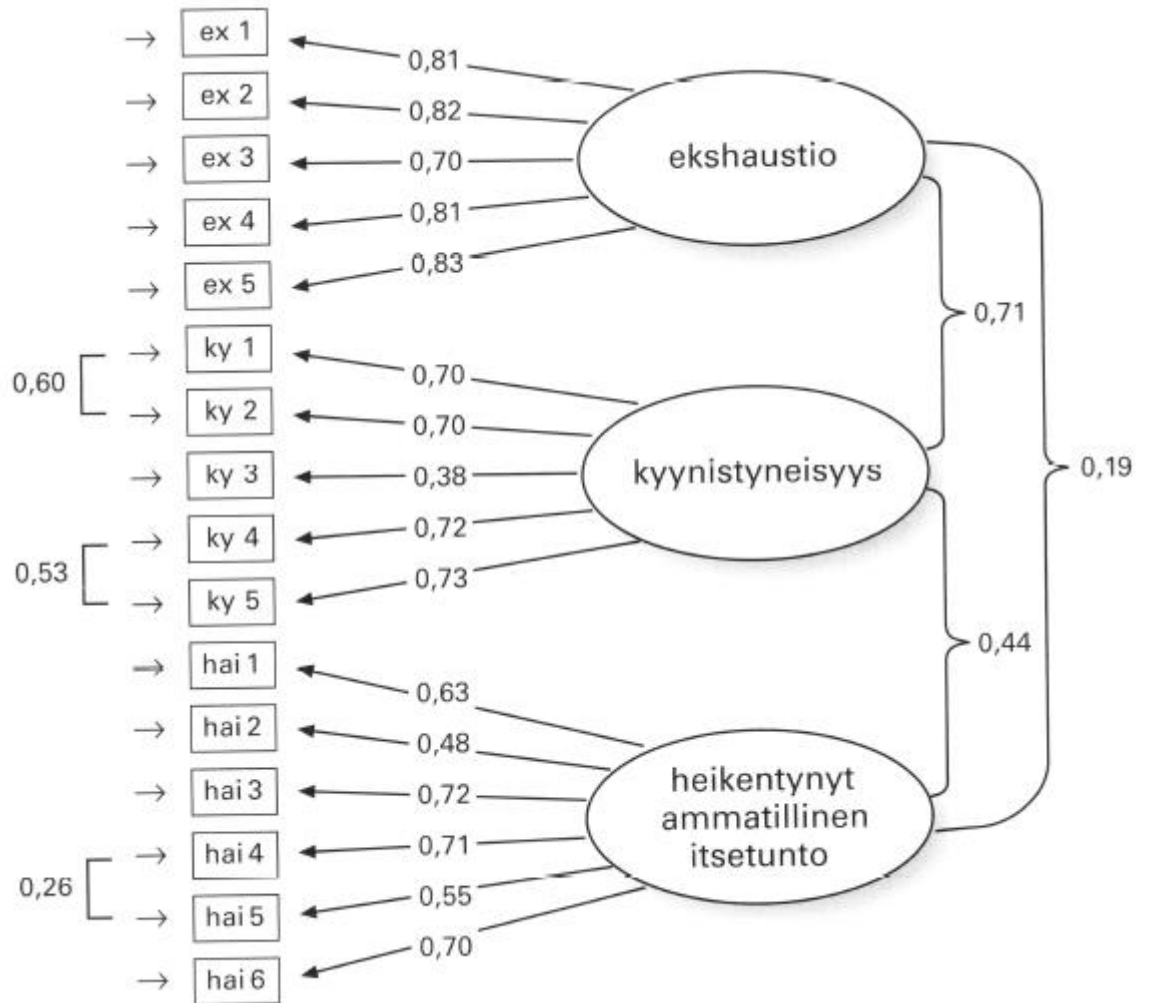 ex 1
0,81
ex 2
0,82
ekshaustio
ex 3
0,70
ex 4
0,81
0,83
ex 5
0,71
ky 1
0,60
0,70
ky 2
0,70
kyynistyneisyys
0,19
ky 3
0,38
ky 4
0,72
0,53
0,73
ky 5
0,44
hai 1
0,63
hai 2
0,48
heikentynyt
ammatillinen
itsetunto
hai 3
0,72
hai 4
0,71
0,26
0,55
hai 5
0,70
hai 6